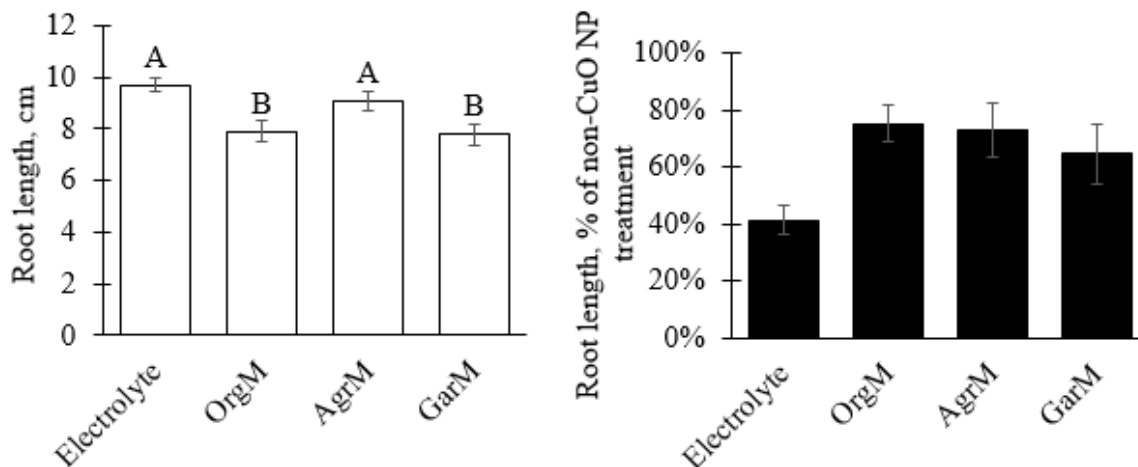 Root length, cm
12
10
8
6
4
2
0
A
B
A
B
Electrolyte
OrgM
AgrM
GarM
Root length, % of non-CuO NP
treatment
100%
80%
60%
40%
20%
0%
Electrolyte
OrgM
AgrM
GarM